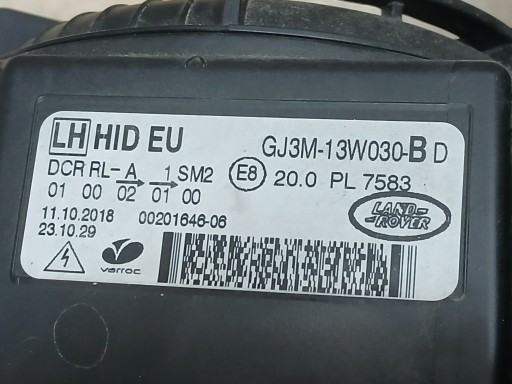 LH HID EU GJ3M-13W030-B D
DCR RL- A → 1 → SM2 E8 20.0 PL 7583
01 00 02 01 00
11.10.2018 00201646-06
23.10.29
LAND-
ROVER
varroc